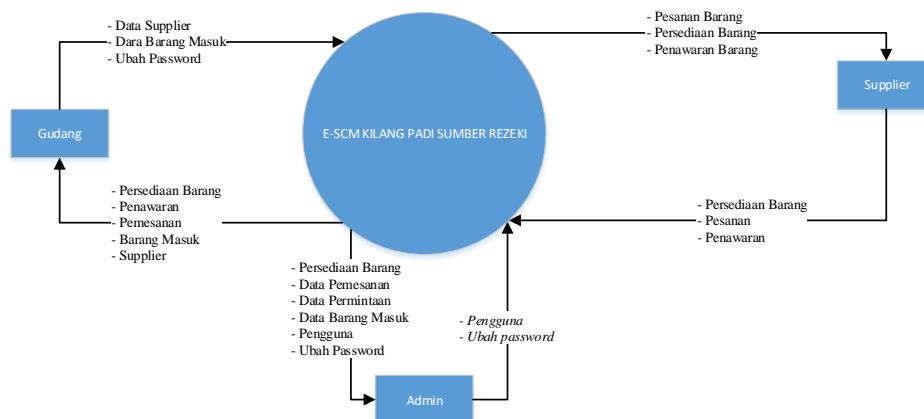 - Data Supplier
- Dara Barang Masuk
- Ubah Password
- Pesanan Barang
- Persediaan Barang
- Penawaran Barang
Supplier
E-SCM KILANG PADI SUMBER REZEKI
Gudang
- Persediaan Barang
- Penawaran
- Pemesanan
- Barang Masuk
- Supplier
- Persediaan Barang
- Pesanan
- Penawaran
- Persediaan Barang
- Data Pemesanan
- Data Permintaan
- Data Barang Masuk
- Pengguna
- Ubah Password
- Pengguna
- Ubah password
Admin